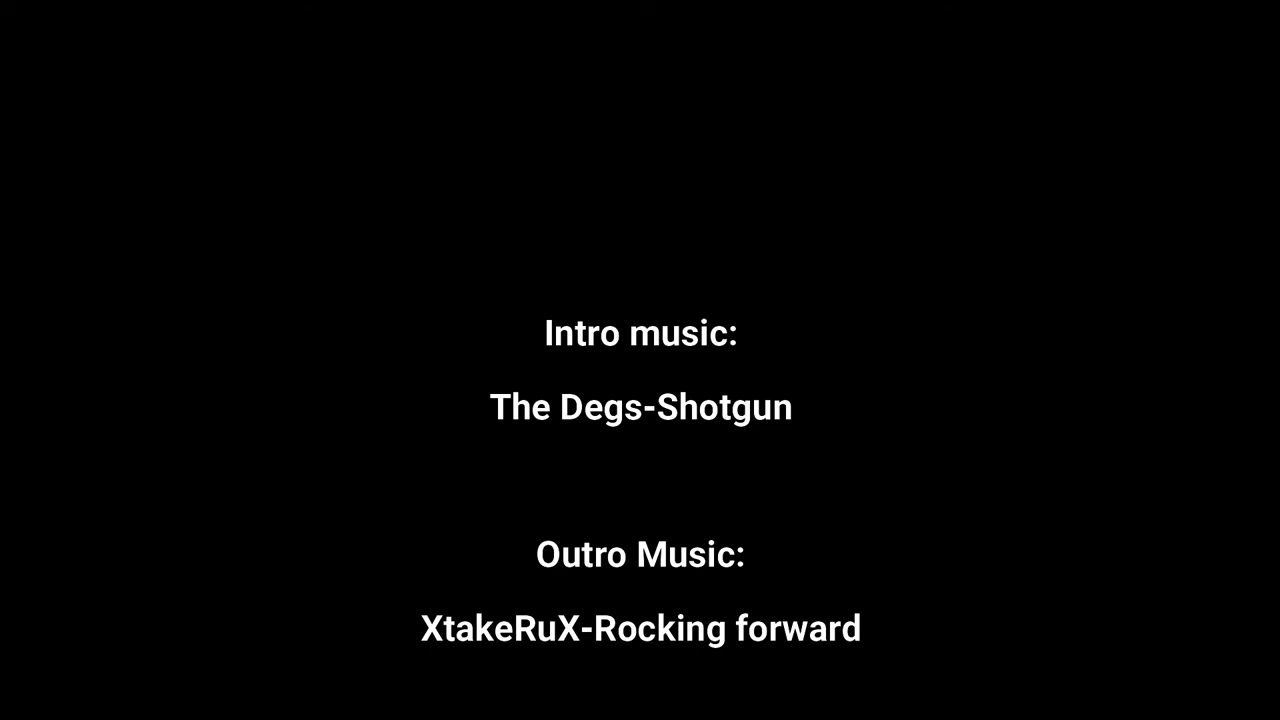 Intro music:
The Degs-Shotgun
Outro Music:
XtakeRuX-Rocking forward